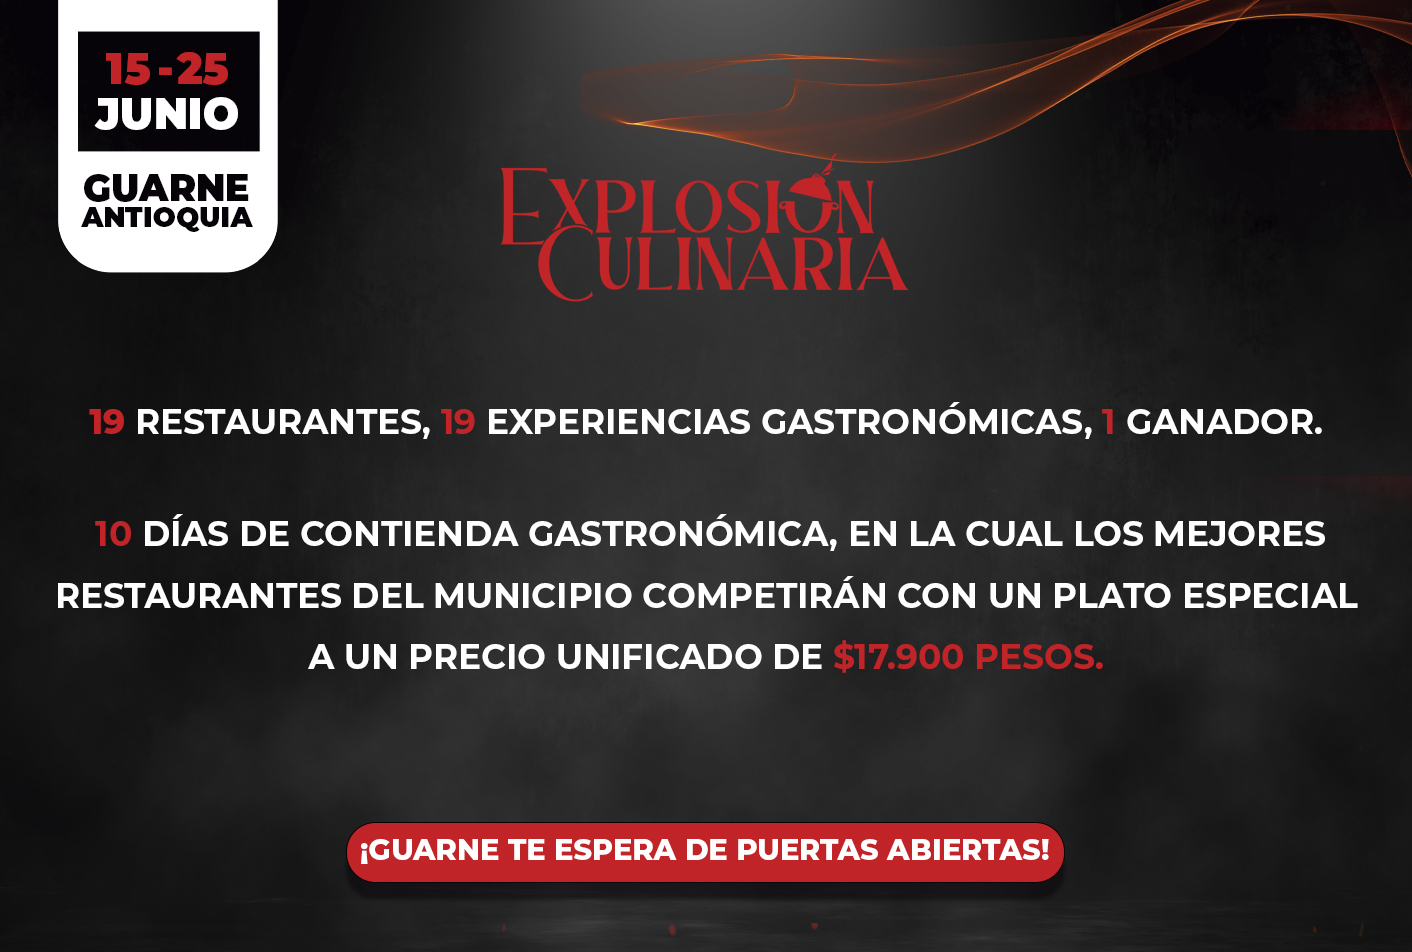 15-25
JUNIO
GUARNE
ANTIOQUIA
EXPLOSIÓN
CULINARIA
19 RESTAURANTES, 19 EXPERIENCIAS GASTRONÓMICAS, 1 GANADOR.
10 DÍAS DE CONTIENDA GASTRONÓMICA, EN LA CUAL LOS MEJORES
RESTAURANTES DEL MUNICIPIO COMPETIRÁN CON UN PLATO ESPECIAL
A UN PRECIO UNIFICADO DE $17.900 PESOS.
¡GUARNE TE ESPERA DE PUERTAS ABIERTAS!